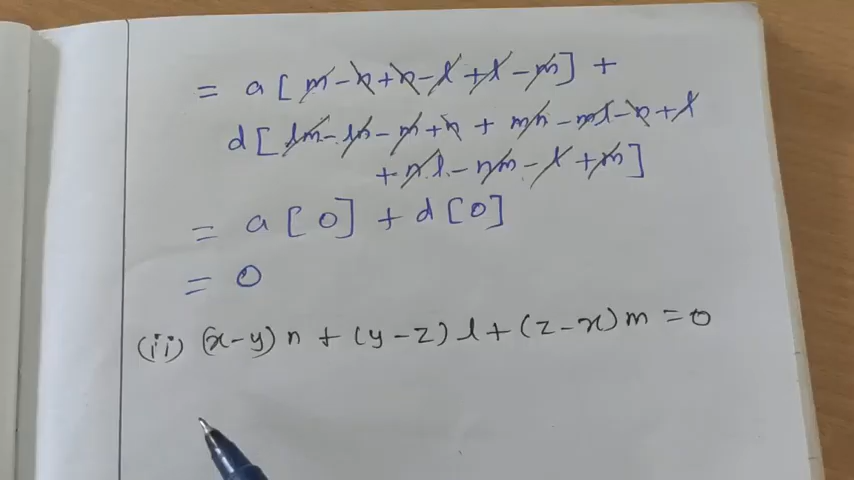 = a [ m - n + n - l + l - m ] +
d [ lm - ln - m + n + mn - ml - n + l
+ nl - nm - l + m ]
= a [ 0 ] + d [ 0 ]
= 0
(ii) (x-y) n + (y-z) l + (z-x) m = 0